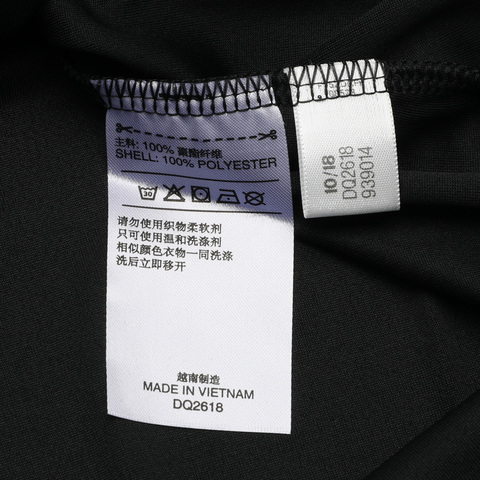 主料: 100% 聚酯纤维
SHELL: 100% POLYESTER
30
请勿使用织物柔软剂
只可使用温和洗涤剂
相似颜色衣物一同洗涤
洗后立即移开
越南制造
MADE IN VIETNAM
DQ2618
10/18
DQ2618
939014